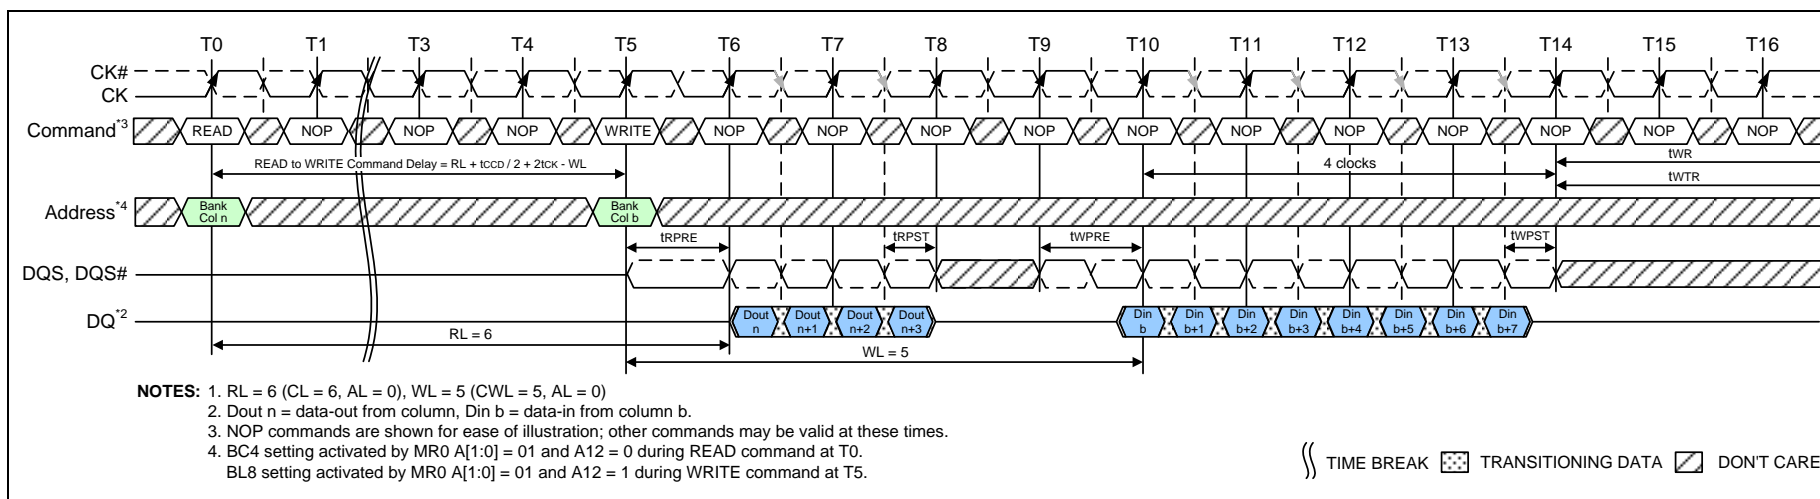 T0 T1 T3 T4 T5 T6 T7 T8 T9 T10 T11 T12 T13 T14 T15 T16
CK#
CK
Command*3 READ NOP NOP NOP WRITE NOP NOP NOP NOP NOP NOP NOP NOP NOP NOP NOP
READ to WRITE Command Delay = RL + tCCD / 2 + 2tCK - WL 4 clocks tWR
tWTR
Address*4 Bank Col n Bank Col b
tRPRE tRPST tWPRE tWPST
DQS, DQS#
DQ*2 Dout n Dout n+1 Dout n+2 Dout n+3 Din b Din b+1 Din b+2 Din b+3 Din b+4 Din b+5 Din b+6 Din b+7
RL = 6
WL = 5
NOTES: 1. RL = 6 (CL = 6, AL = 0), WL = 5 (CWL = 5, AL = 0)
2. Dout n = data-out from column, Din b = data-in from column b.
3. NOP commands are shown for ease of illustration; other commands may be valid at these times.
4. BC4 setting activated by MR0 A[1:0] = 01 and A12 = 0 during READ command at T0.
BL8 setting activated by MR0 A[1:0] = 01 and A12 = 1 during WRITE command at T5.
TIME BREAK TRANSITIONING DATA DON'T CARE